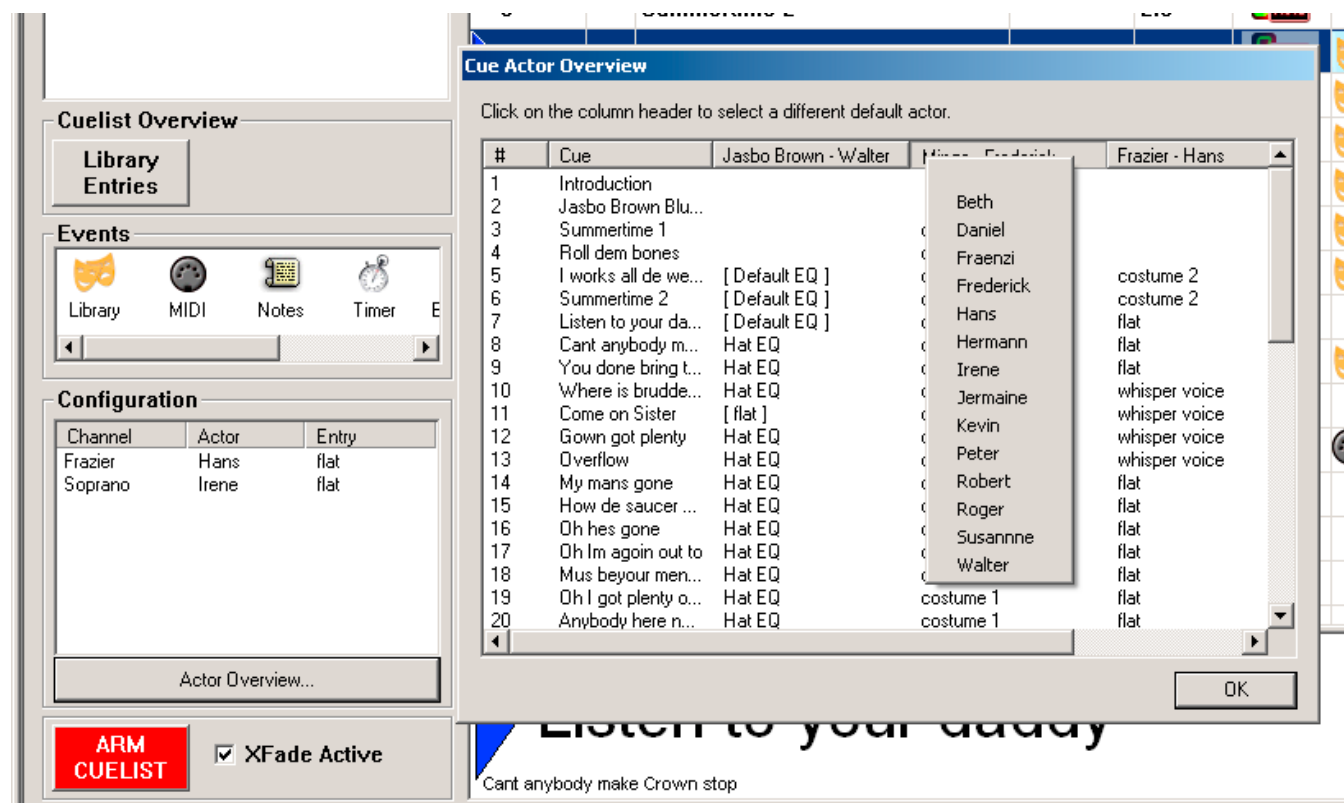 Cue Actor Overview
Click on the column header to select a different default actor.
Cuelist Overview
Library
Entries
Events
Library MIDI Notes Timer E
Configuration
Channel Actor Entry
Frazier Hans flat
Soprano Irene flat
Actor Overview...
ARM
CUELIST
XFade Active
# Cue Jasbo Brown - Walter Frazier - Hans
1 Introduction
2 Jasbo Brown Blu...
3 Summertime 1
4 Roll dem bones
5 I works all de we... [ Default EQ ] costume 2
6 Summertime 2 [ Default EQ ] costume 2
7 Listen to your da... [ Default EQ ] flat
8 Cant anybody m... Hat EQ flat
9 You done bring t... Hat EQ flat
10 Where is brudde... Hat EQ whisper voice
11 Come on Sister [ flat ] whisper voice
12 Gown got plenty Hat EQ whisper voice
13 Overflow Hat EQ whisper voice
14 My mans gone Hat EQ flat
15 How de saucer ... Hat EQ flat
16 Oh hes gone Hat EQ flat
17 Oh Im agoin out to Hat EQ flat
18 Mus beyour men... Hat EQ flat
19 Oh I got plenty o... Hat EQ costume 1 flat
20 Anybody here n... Hat EQ costume 1 flat
Beth
Daniel
Fraenzi
Frederick
Hans
Hermann
Irene
Jermaine
Kevin
Peter
Robert
Roger
Susannne
Walter
OK
Listen to your daddy
Cant anybody make Crown stop